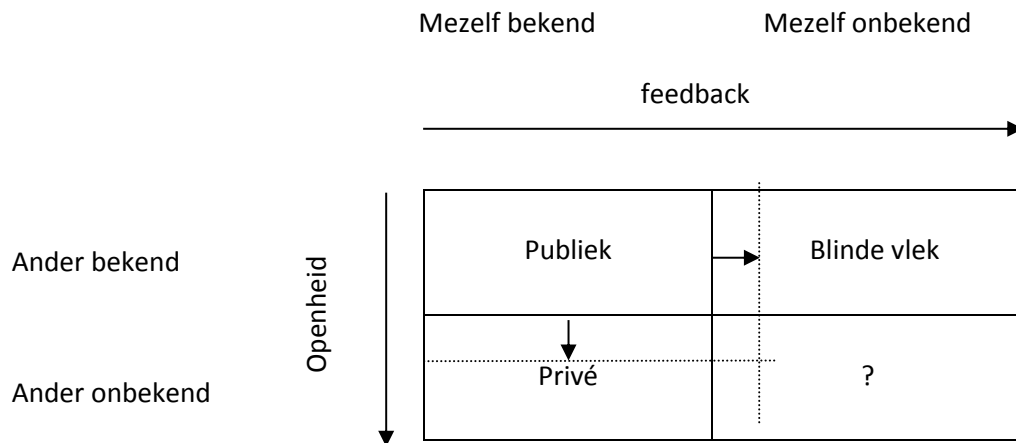 Mezelf bekend Mezelf onbekend
feedback
Openheid
Ander bekend Publiek Blinde vlek
Ander onbekend Privé ?